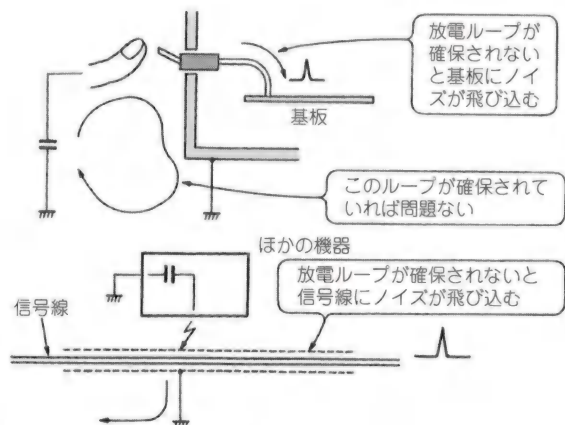 放電ループが
確保されない
と基板にノイ
ズが飛び込む
基板
このループが確保されて
いれば問題ない
ほかの機器
放電ループが確保されないと
信号線にノイズが飛び込む
信号線